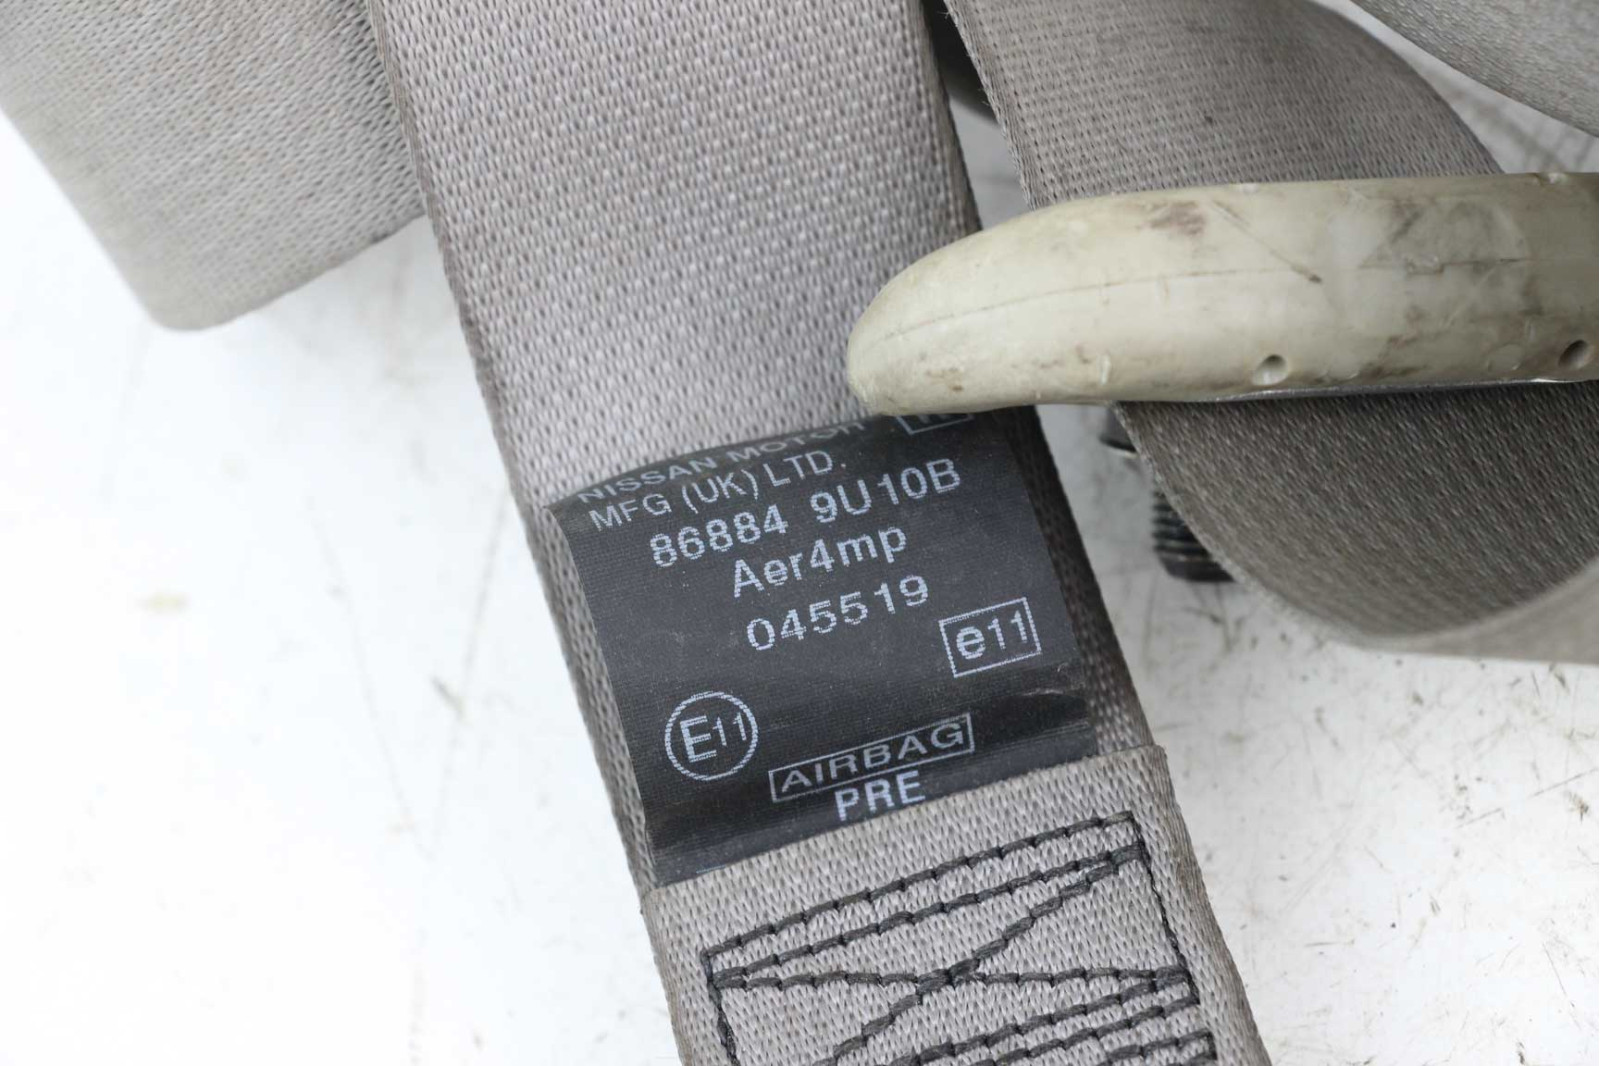 NISSAN MOTOR
MFG (UK) LTD.
86884 9U10B
Aer4mp
045519
e11
E11
AIRBAG
PRE